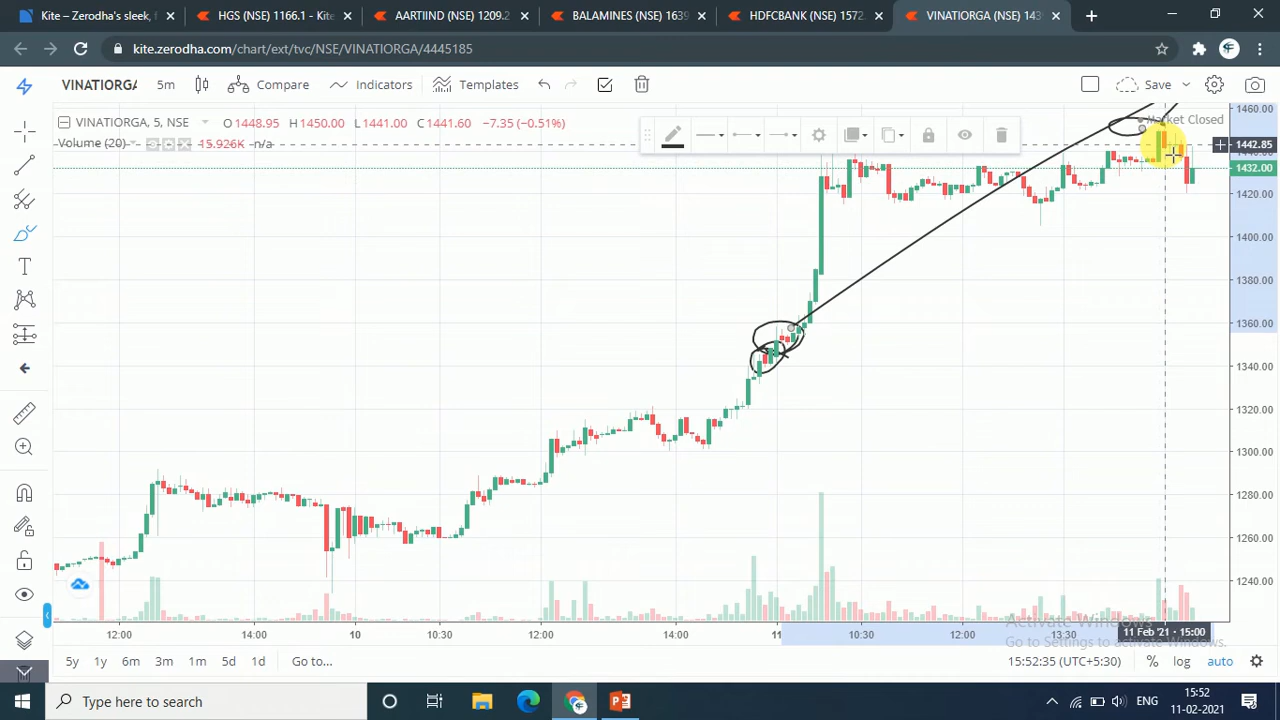 Kite – Zerodha's sleek, f
HGS (NSE) 1166.1 - Kite
AARTIIND (NSE) 1209.2
BALAMINES (NSE) 1639
HDFCBANK (NSE) 1572.
VINATIORGA (NSE) 143
kite.zerodha.com/chart/ext/tvc/NSE/VINATIORGA/4445185
VINATIORGA
5m
Compare
Indicators
Templates
Save
VINATIORGA, 5, NSE
O 1448.95 H 1450.00 L 1441.00 C 1441.60 −7.35 (−0.51%)
Volume (20)
15.926K n/a
Market Closed
1460.00
1442.85
1432.00
1420.00
1400.00
1380.00
1360.00
1340.00
1320.00
1300.00
1280.00
1260.00
1240.00
12:00 14:00 10 10:30 12:00 14:00 11 10:30 12:00 13:30
11 Feb '21 - 15:00
Activate Windows
Go to Settings to activate Windows.
5y 1y 6m 3m 1m 5d 1d Go to...
15:52:35 (UTC+5:30) % log auto
Type here to search
ENG
15:52
11-02-2021